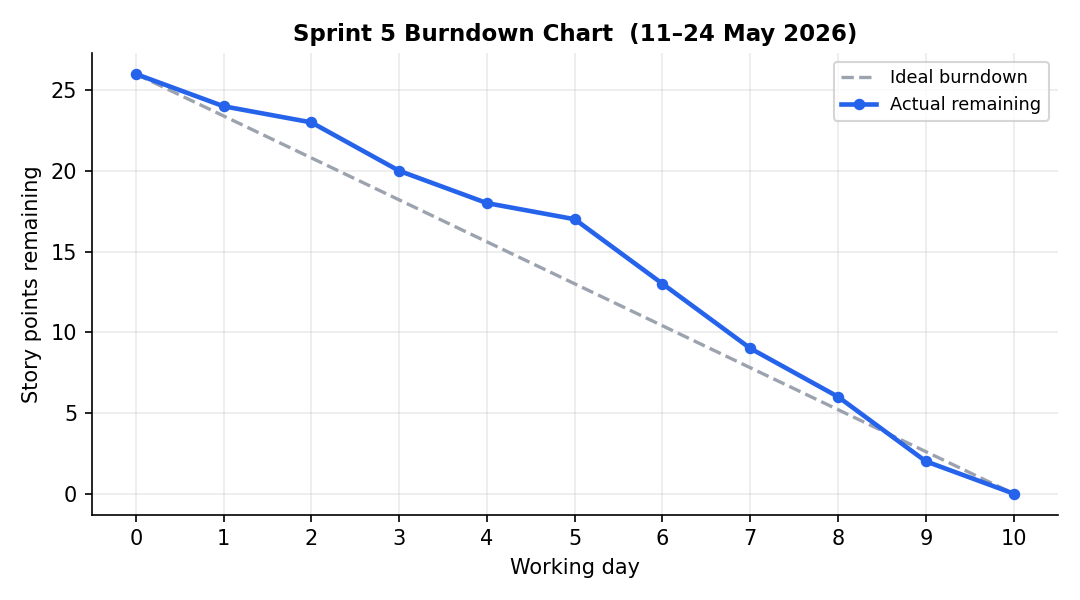 Sprint 5 Burndown Chart (11–24 May 2026)
Ideal burndown
Actual remaining
Story points remaining
25
20
15
10
5
0
0 1 2 3 4 5 6 7 8 9 10
Working day